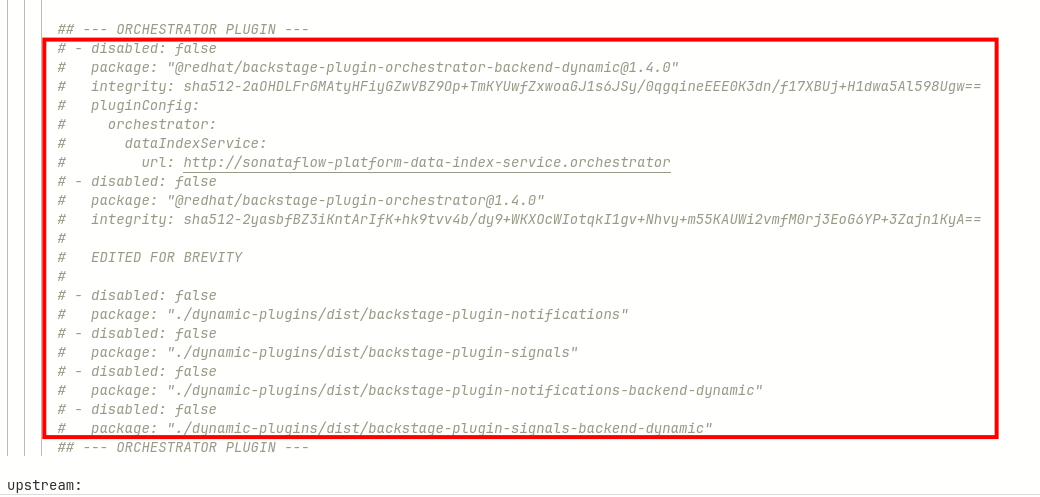 ## --- ORCHESTRATOR PLUGIN ---
# - disabled: false
#   package: "@redhat/backstage-plugin-orchestrator-backend-dynamic@1.4.0"
#   integrity: sha512-2aOHDLFrGMAtyHFiyGZwVBZ9Op+TmKYUwfZxwoaGJ1s6JSy/0qgqineEEE0K3dn/f17XBUj+H1dwa5Al598Ugw==
#   pluginConfig:
#     orchestrator:
#       dataIndexService:
#         url: http://sonataflow-platform-data-index-service.orchestrator
# - disabled: false
#   package: "@redhat/backstage-plugin-orchestrator@1.4.0"
#   integrity: sha512-2yasbfBZ3iKntArIfK+hk9tvv4b/dy9+WKXOcWIotqkI1gv+Nhvy+m55KAUWi2vmfM0rj3EoG6YP+3Zajn1KyA==
#
#   EDITED FOR BREVITY
#
# - disabled: false
#   package: "./dynamic-plugins/dist/backstage-plugin-notifications"
# - disabled: false
#   package: "./dynamic-plugins/dist/backstage-plugin-signals"
# - disabled: false
#   package: "./dynamic-plugins/dist/backstage-plugin-notifications-backend-dynamic"
# - disabled: false
#   package: "./dynamic-plugins/dist/backstage-plugin-signals-backend-dynamic"
## --- ORCHESTRATOR PLUGIN ---
upstream: